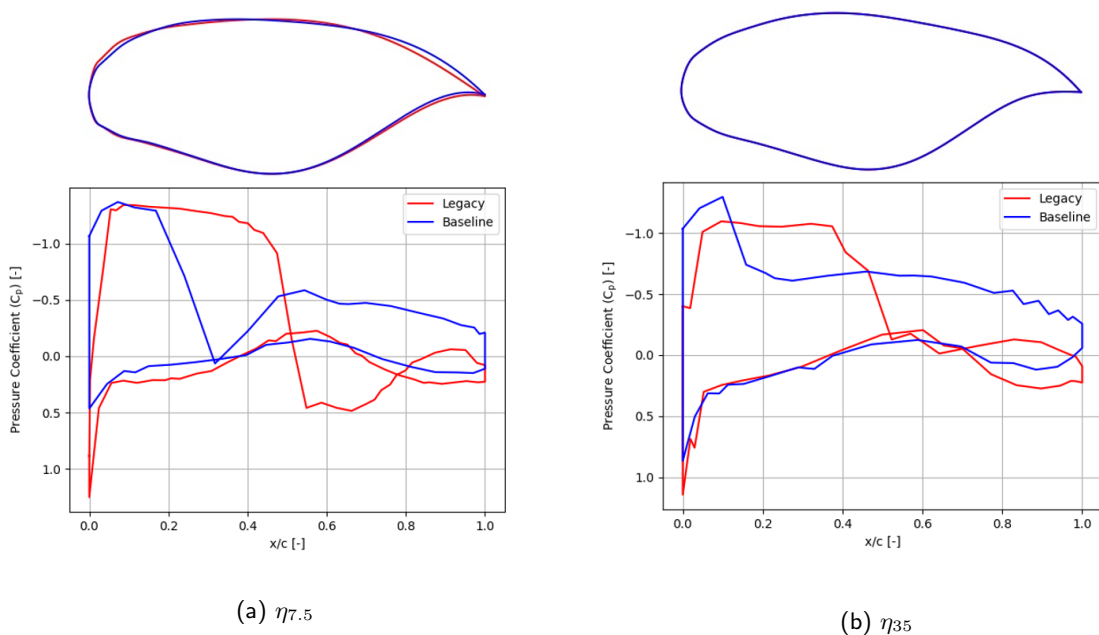 Legacy
Baseline
Pressure Coefficient (Cp) [-]
−1.0
−0.5
0.0
0.5
1.0
0.0 0.2 0.4 0.6 0.8 1.0
x/c [-]
(a) η7.5
Legacy
Baseline
Pressure Coefficient (Cp) [-]
−1.0
−0.5
0.0
0.5
1.0
0.0 0.2 0.4 0.6 0.8 1.0
x/c [-]
(b) η35